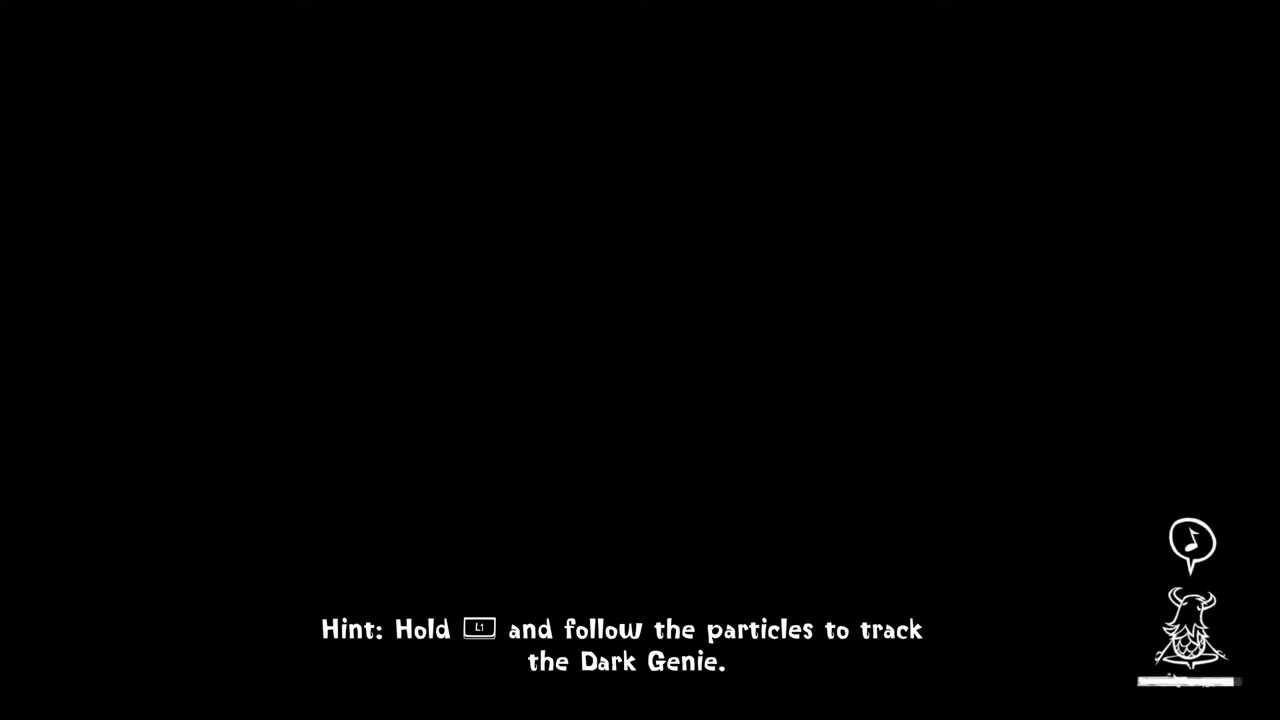 Hint: Hold L1 and follow the particles to track
the Dark Genie.